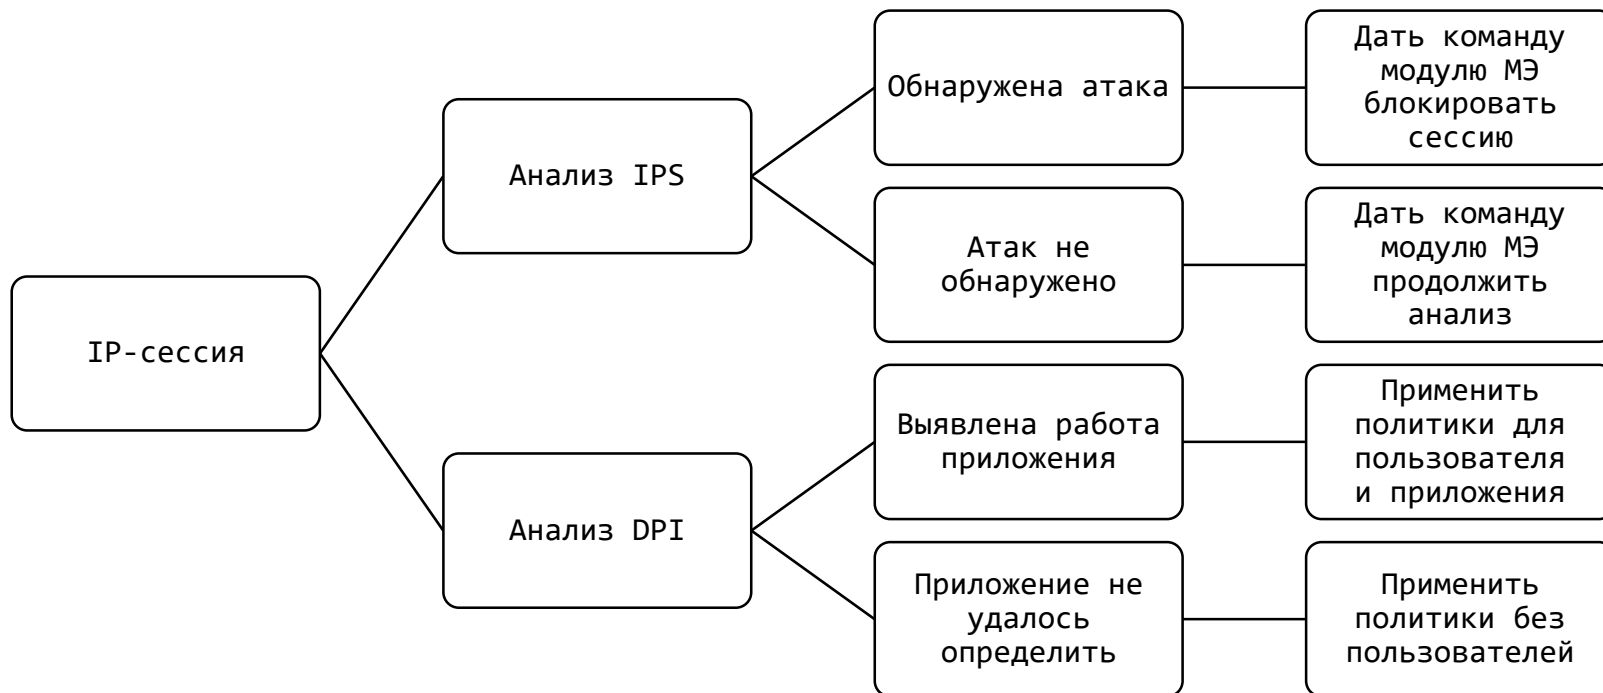 IP-сессия
Анализ IPS
Анализ DPI
Обнаружена атака
Атак не
обнаружено
Выявлена работа
приложения
Приложение не
удалось
определить
Дать команду
модулю МЭ
блокировать
сессию
Дать команду
модулю МЭ
продолжить
анализ
Применить
политики для
пользователя
и приложения
Применить
политики без
пользователей